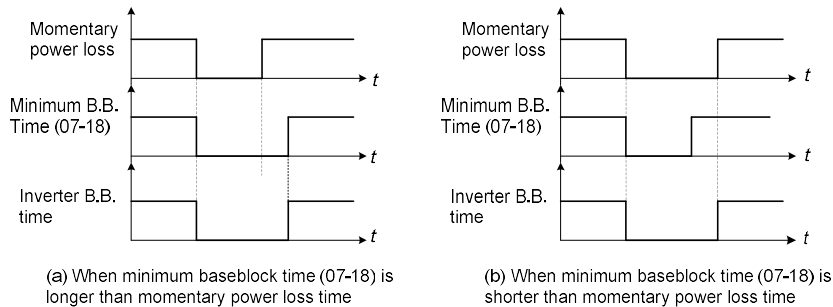 Momentary
power loss
t
Minimum B.B.
Time (07-18)
t
Inverter B.B.
time
t
(a) When minimum baseblock time (07-18) is
longer than momentary power loss time
Momentary
power loss
t
Minimum B.B.
Time (07-18)
t
Inverter B.B.
time
t
(b) When minimum baseblock time (07-18) is
shorter than momentary power loss time